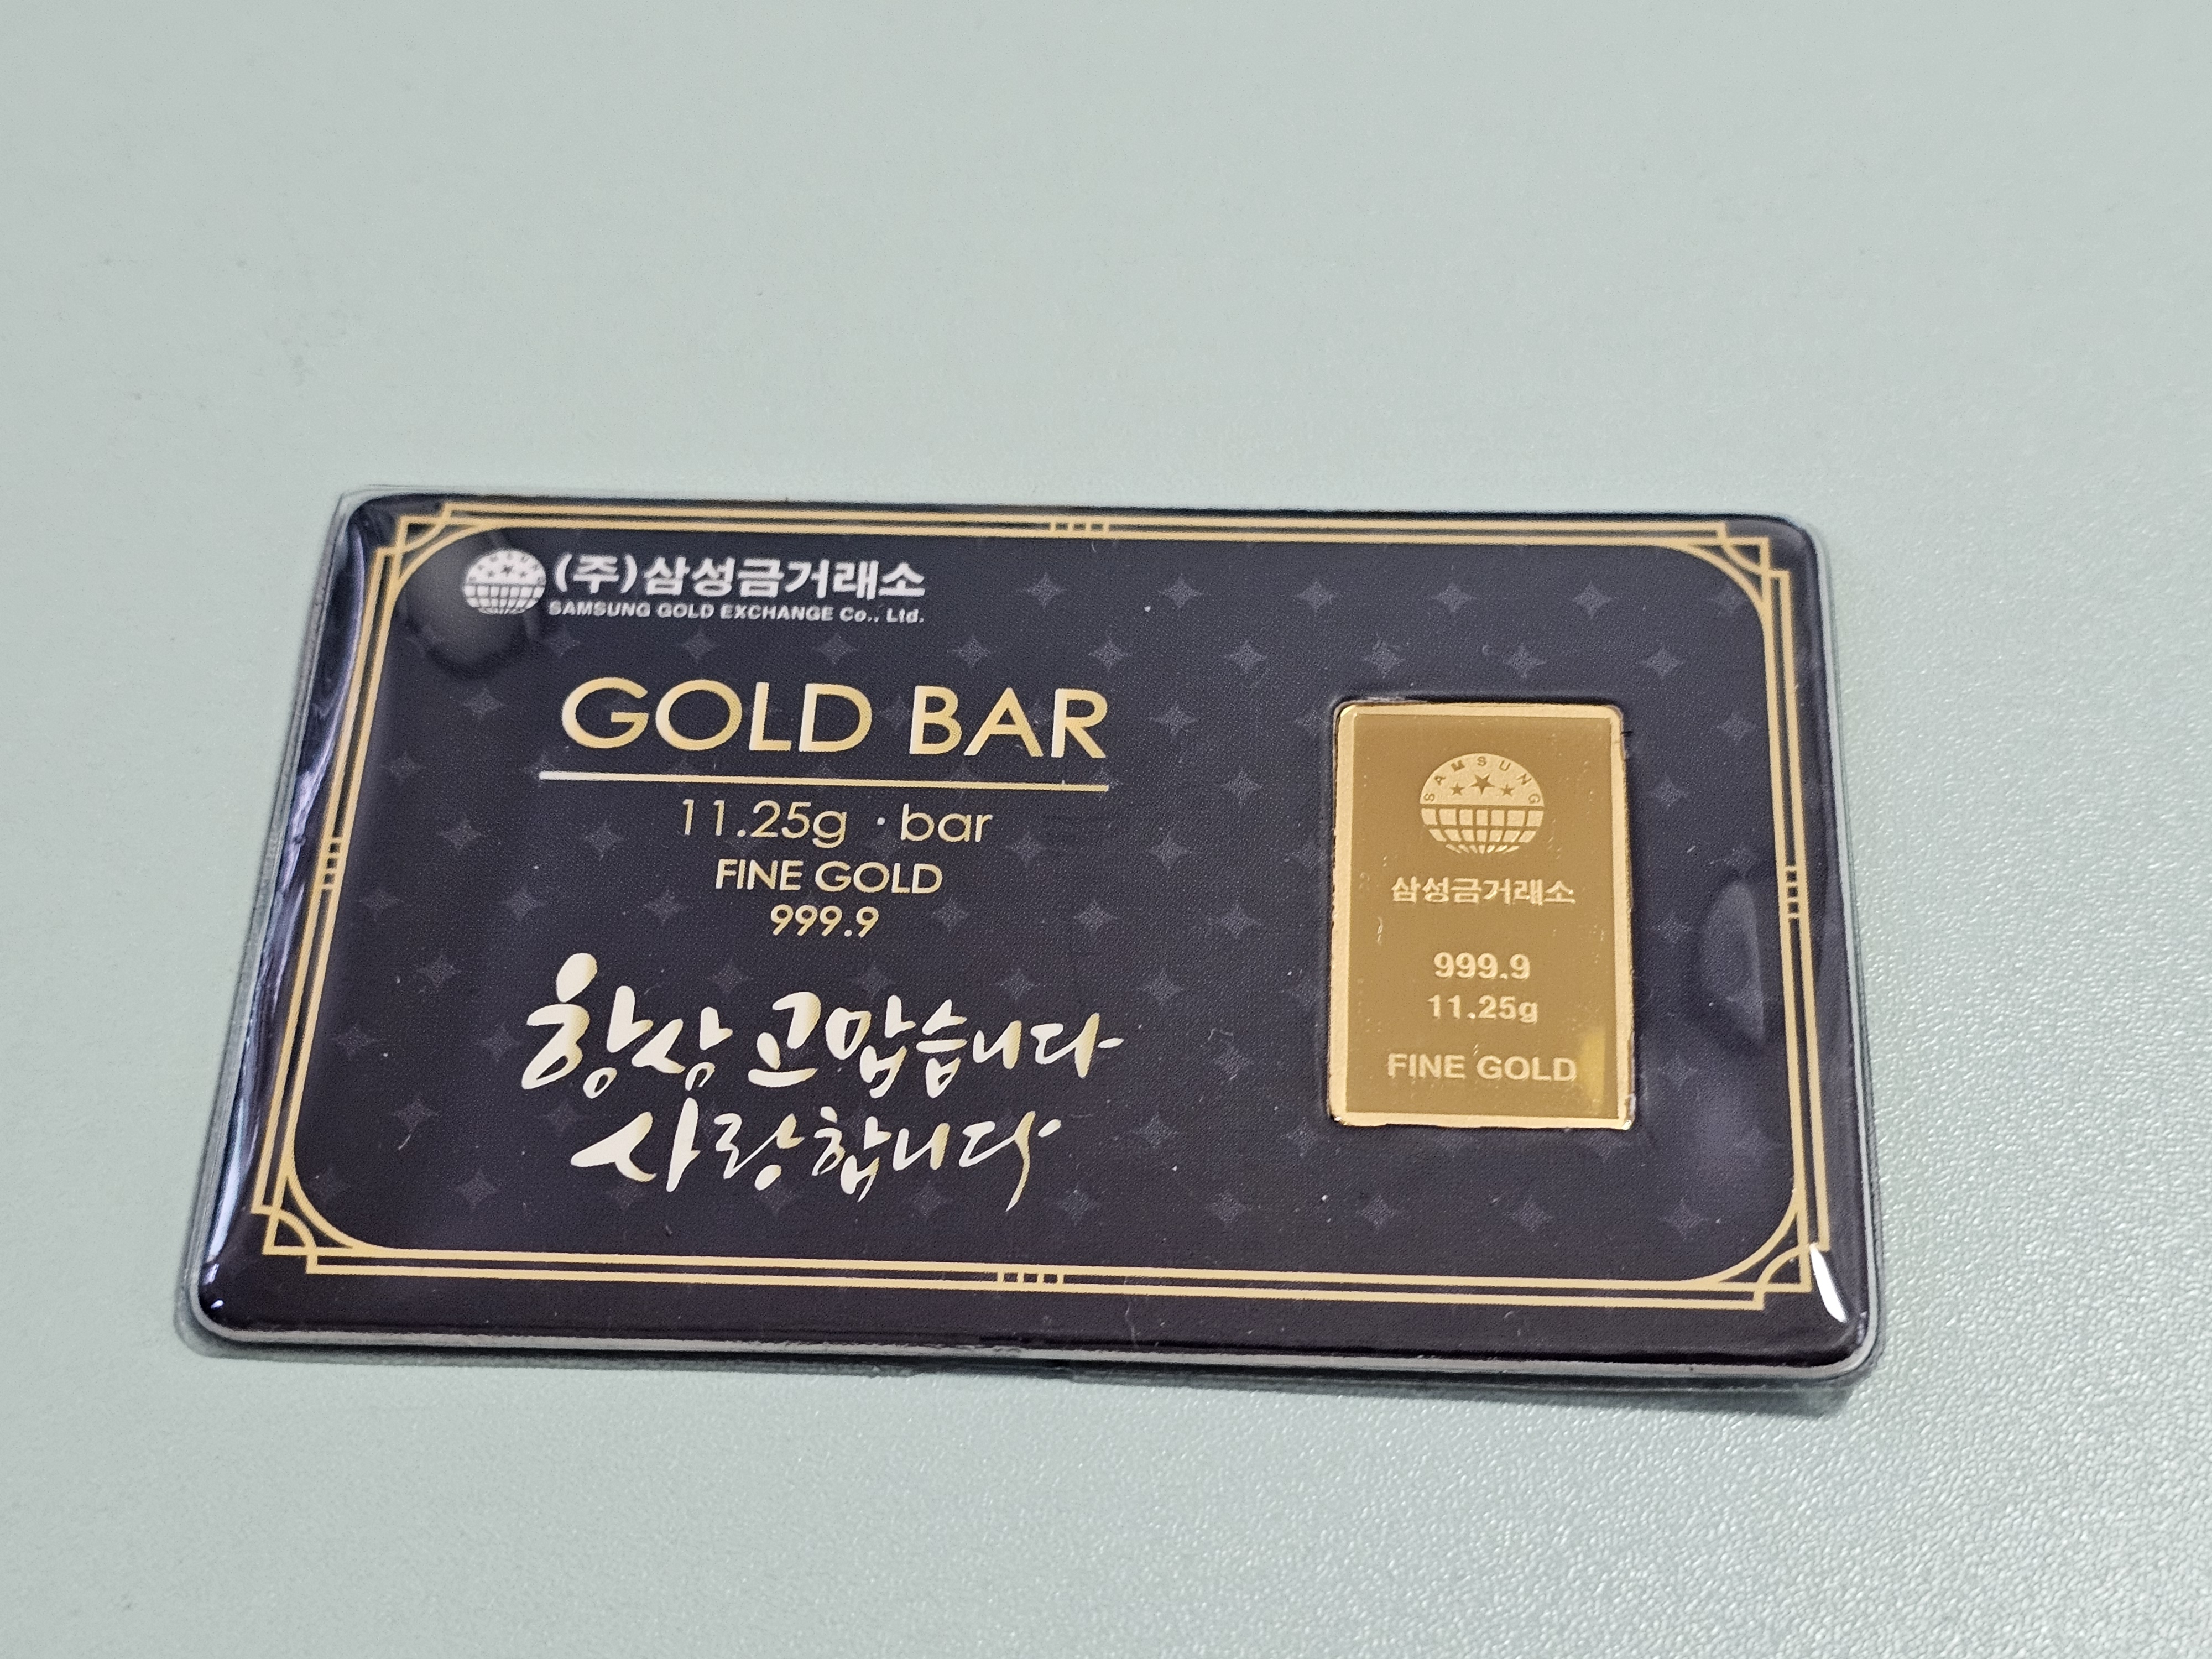 (주)삼성금거래소
SAMSUNG GOLD EXCHANGE Co., Ltd.
GOLD BAR
11.25g · bar
FINE GOLD
999.9
항상 고맙습니다
사랑합니다
SAMSUNG
삼성금거래소
999.9
11.25g
FINE GOLD